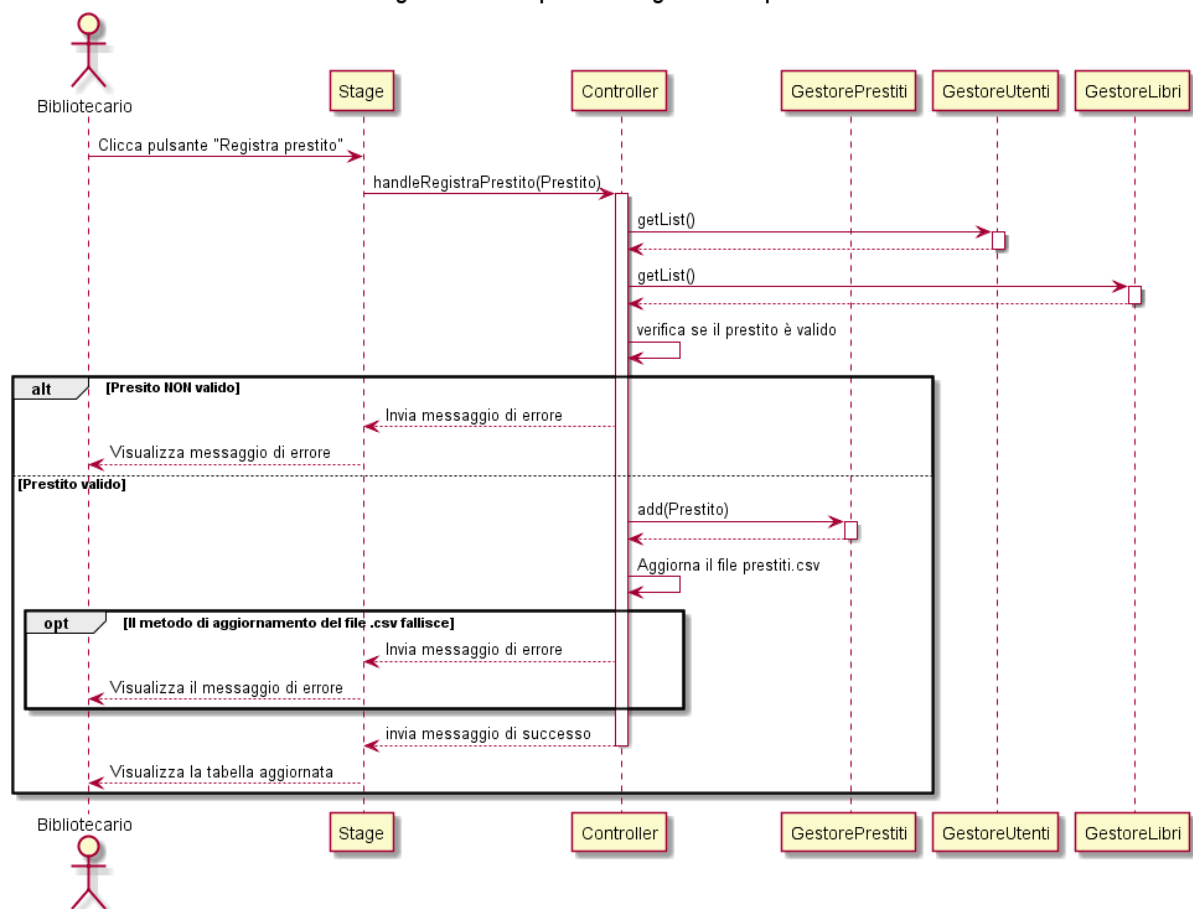 Bibliotecario
Stage
Controller
GestorePrestiti
GestoreUtenti
GestoreLibri
Clicca pulsante "Registra prestito"
handleRegistraPrestito(Prestito)
getList()
getList()
verifica se il prestito è valido
alt
[Presito NON valido]
Invia messaggio di errore
Visualizza messaggio di errore
[Prestito valido]
add(Prestito)
Aggiorna il file prestiti.csv
opt
[Il metodo di aggiornamento del file .csv fallisce]
Invia messaggio di errore
Visualizza il messaggio di errore
invia messaggio di successo
Visualizza la tabella aggiornata
Bibliotecario
Stage
Controller
GestorePrestiti
GestoreUtenti
GestoreLibri